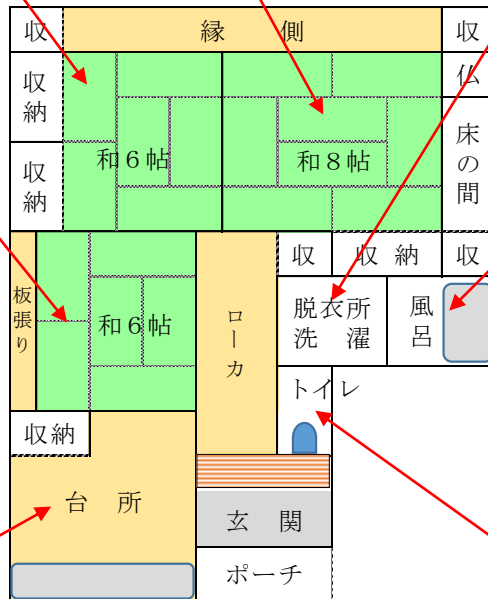 収
縁側
収
収納
仏
収納
和６帖
和８帖
床の間
板張り
和６帖
ローカ
収
収納
収
脱衣所
洗濯
風呂
トイレ
収納
台所
玄関
ポーチ